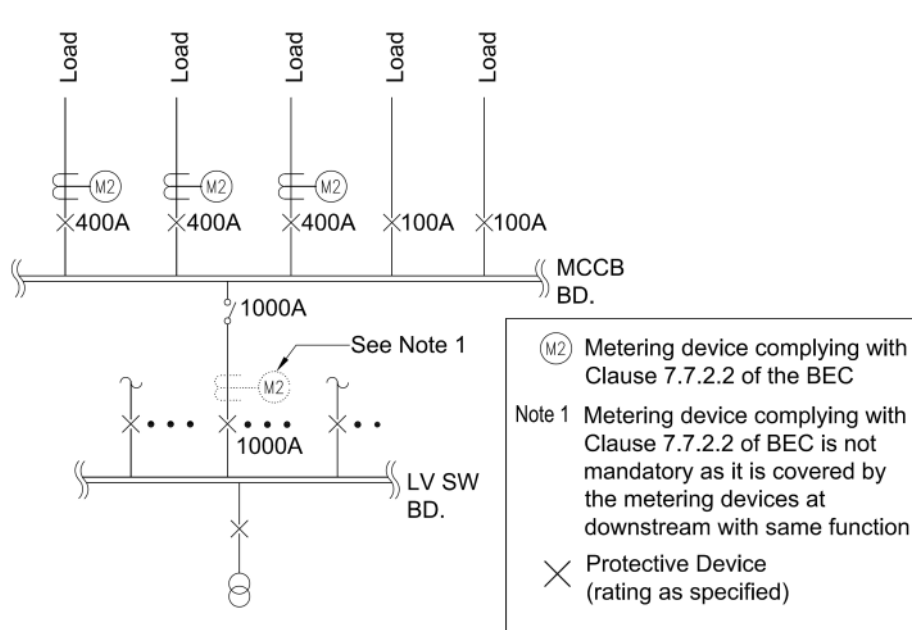 Load
Load
Load
Load
Load
M2
M2
M2
400A
400A
400A
100A
100A
MCCB
BD.
1000A
See Note 1
M2
1000A
LV SW
BD.
M2 Metering device complying with
Clause 7.7.2.2 of the BEC
Note 1 Metering device complying with
Clause 7.7.2.2 of BEC is not
mandatory as it is covered by
the metering devices at
downstream with same function
Protective Device
(rating as specified)